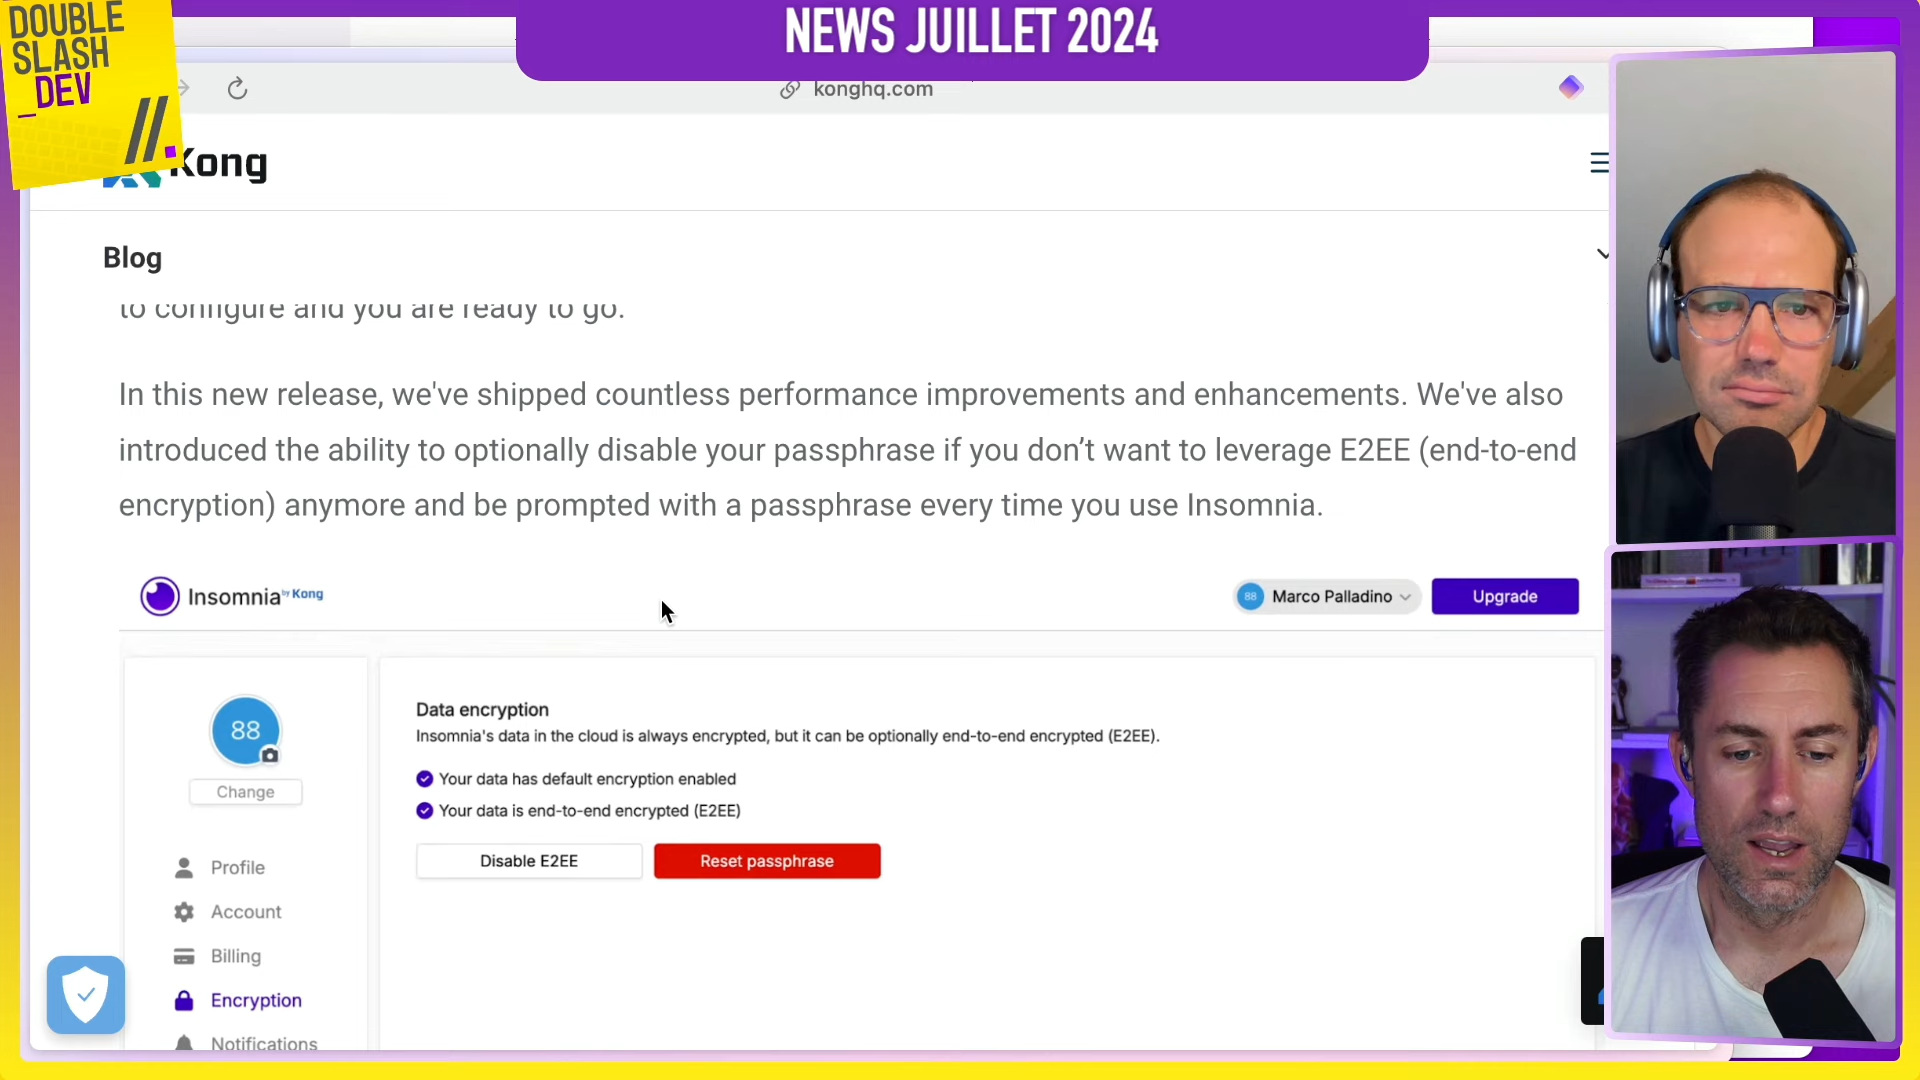 DOUBLE
SLASH
_DEV
//.
NEWS JUILLET 2024
konghq.com
Kong
Blog
to configure and you are ready to go.
In this new release, we've shipped countless performance improvements and enhancements. We've also
introduced the ability to optionally disable your passphrase if you don’t want to leverage E2EE (end-to-end
encryption) anymore and be prompted with a passphrase every time you use Insomnia.
Insomnia by Kong
88 Marco Palladino
Upgrade
88
Change
Profile
Account
Billing
Encryption
Notifications
Data encryption
Insomnia's data in the cloud is always encrypted, but it can be optionally end-to-end encrypted (E2EE).
Your data has default encryption enabled
Your data is end-to-end encrypted (E2EE)
Disable E2EE
Reset passphrase